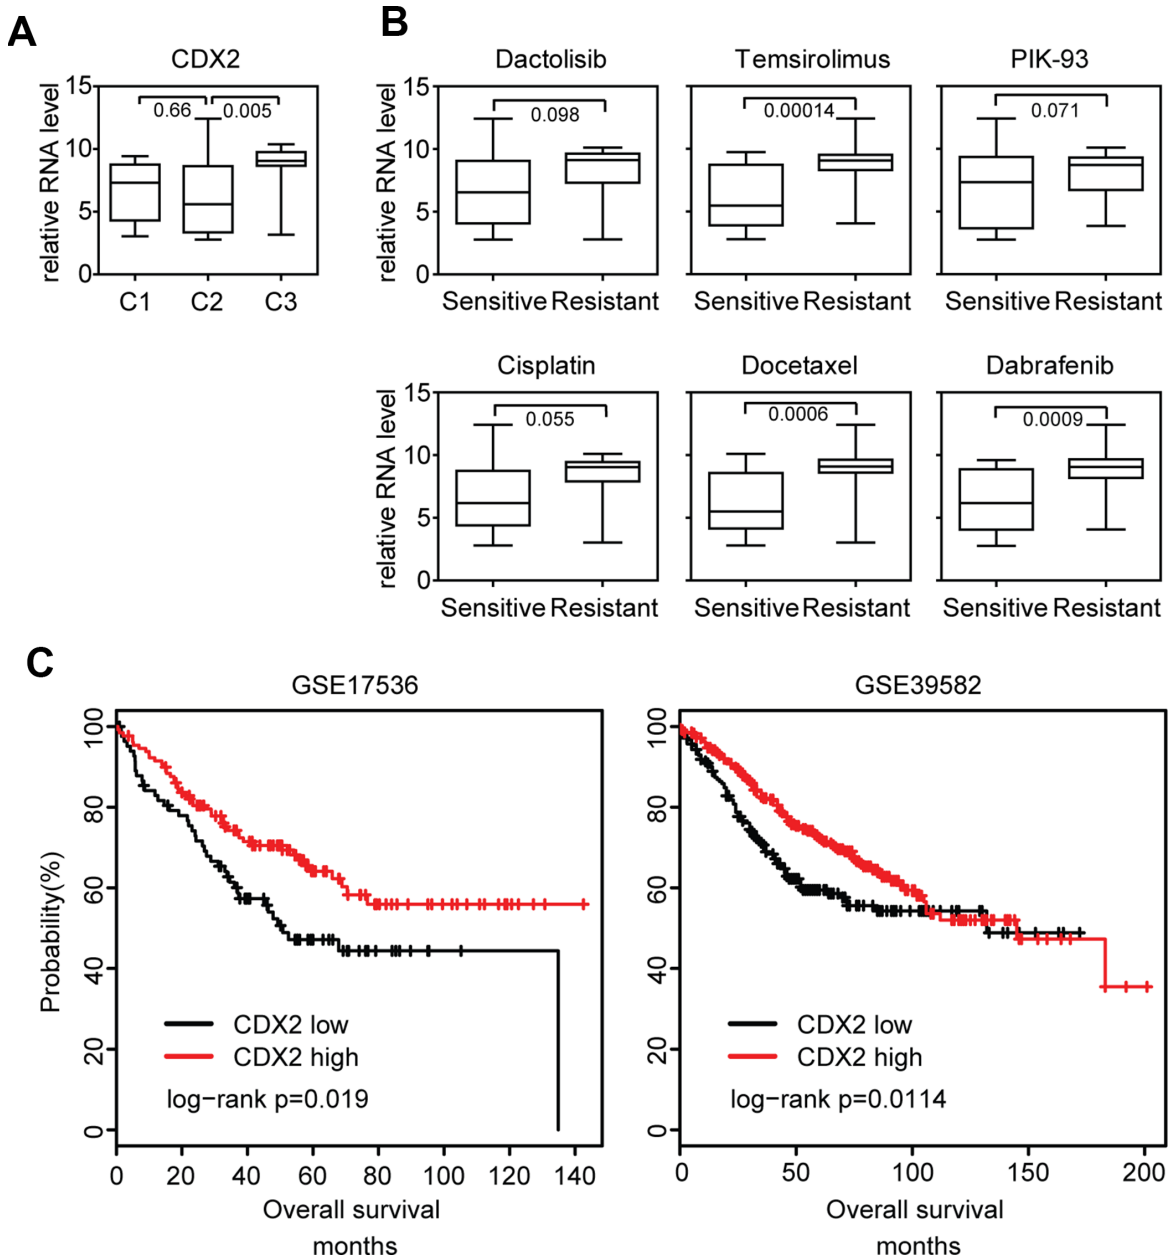 A
B
CDX2
relative RNA level
15
10
5
0
0.66
0.005
C1 C2 C3
Dactolisib
Temsirolimus
PIK-93
relative RNA level
15
10
5
0
0.098
0.00014
0.071
Sensitive Resistant
Sensitive Resistant
Sensitive Resistant
Cisplatin
Docetaxel
Dabrafenib
relative RNA level
15
10
5
0
0.055
0.0006
0.0009
Sensitive Resistant
Sensitive Resistant
Sensitive Resistant
C
GSE17536
Probability(%)
100
80
60
40
20
0
CDX2 low
CDX2 high
log−rank p=0.019
0 20 40 60 80 100 120 140
Overall survival
months
GSE39582
100
80
60
40
20
0
CDX2 low
CDX2 high
log−rank p=0.0114
0 50 100 150 200
Overall survival
months